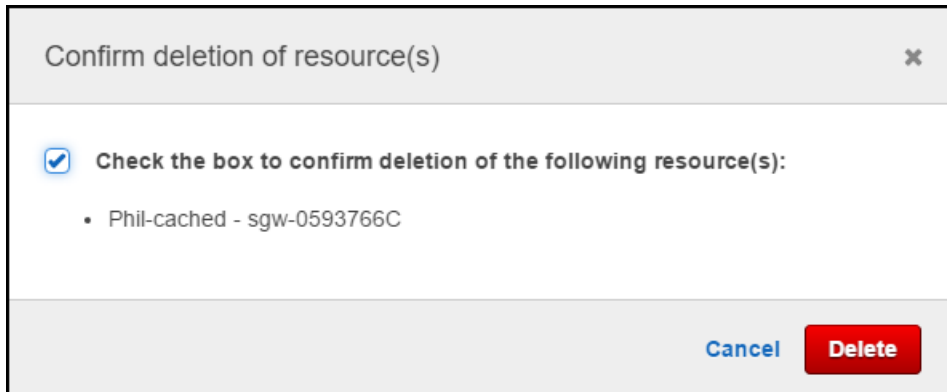 Confirm deletion of resource(s)
Check the box to confirm deletion of the following resource(s):
• Phil-cached - sgw-0593766C
Cancel
Delete